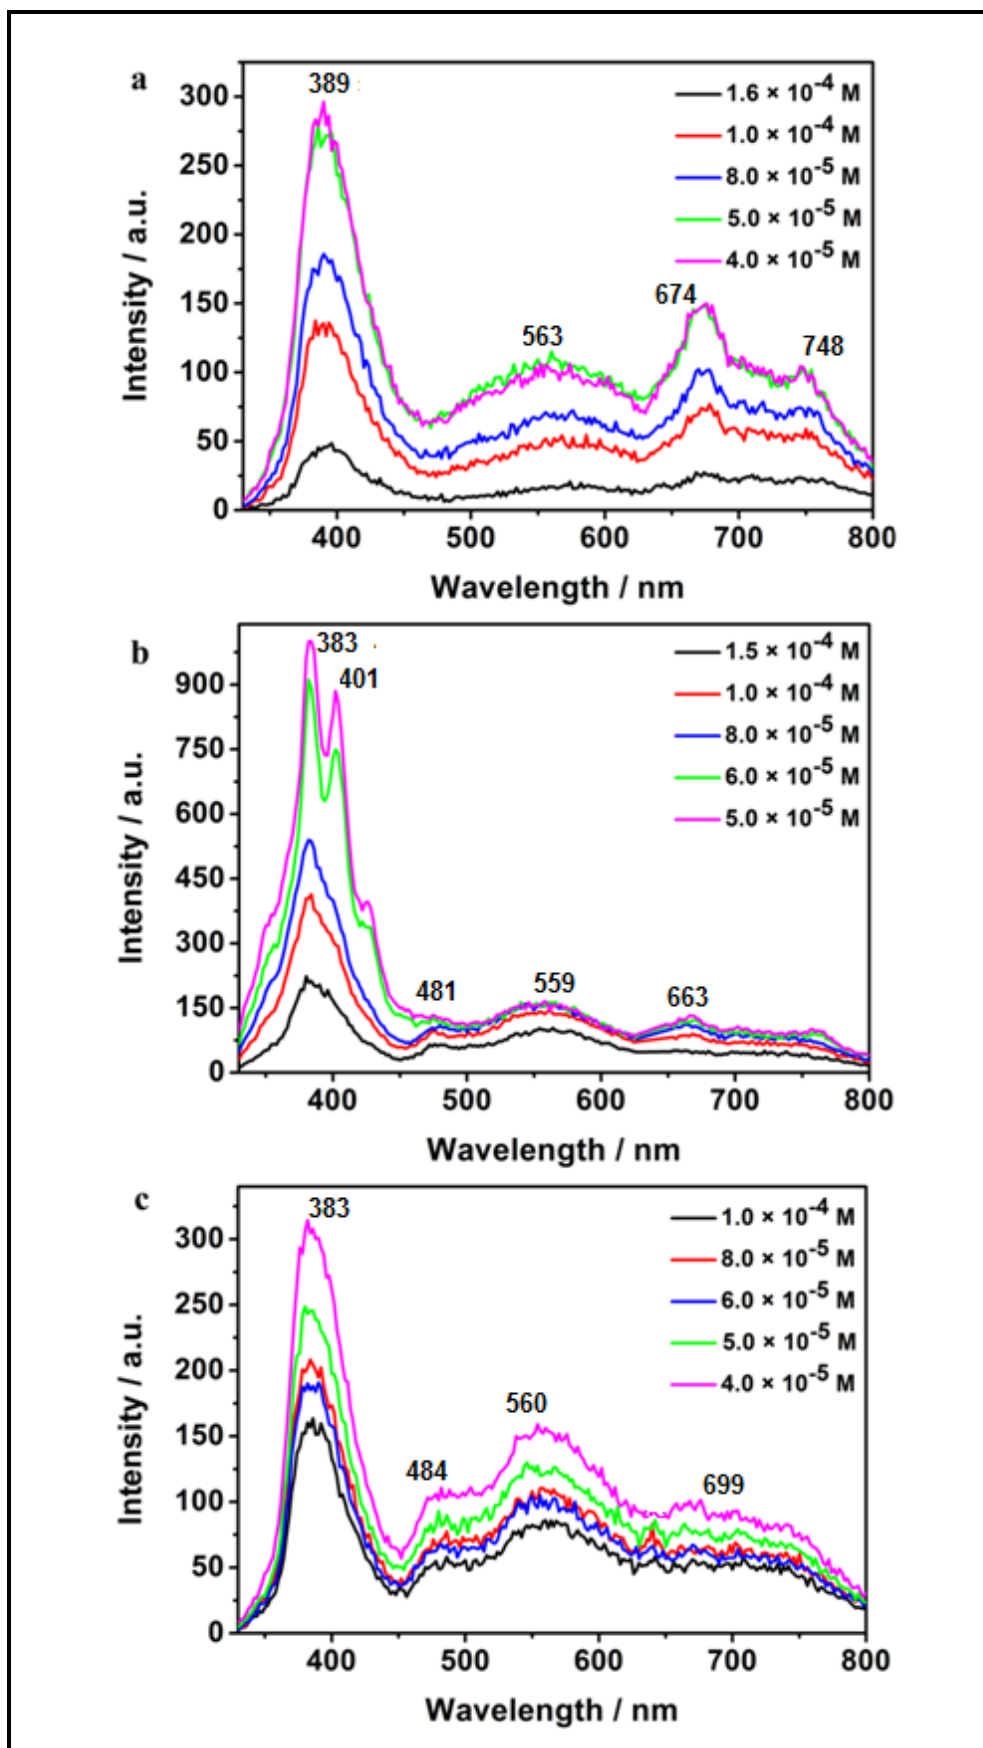 a
389
1.6 × 10⁻⁴ M
1.0 × 10⁻⁴ M
8.0 × 10⁻⁵ M
5.0 × 10⁻⁵ M
4.0 × 10⁻⁵ M
563
674
748
300
250
200
150
100
50
0
Intensity / a.u.
400 500 600 700 800
Wavelength / nm
b
383
401
1.5 × 10⁻⁴ M
1.0 × 10⁻⁴ M
8.0 × 10⁻⁵ M
6.0 × 10⁻⁵ M
5.0 × 10⁻⁵ M
481
559
663
900
750
600
450
300
150
0
Intensity / a.u.
400 500 600 700 800
Wavelength / nm
c
383
1.0 × 10⁻⁴ M
8.0 × 10⁻⁵ M
6.0 × 10⁻⁵ M
5.0 × 10⁻⁵ M
4.0 × 10⁻⁵ M
484
560
699
300
250
200
150
100
50
0
Intensity / a.u.
400 500 600 700 800
Wavelength / nm